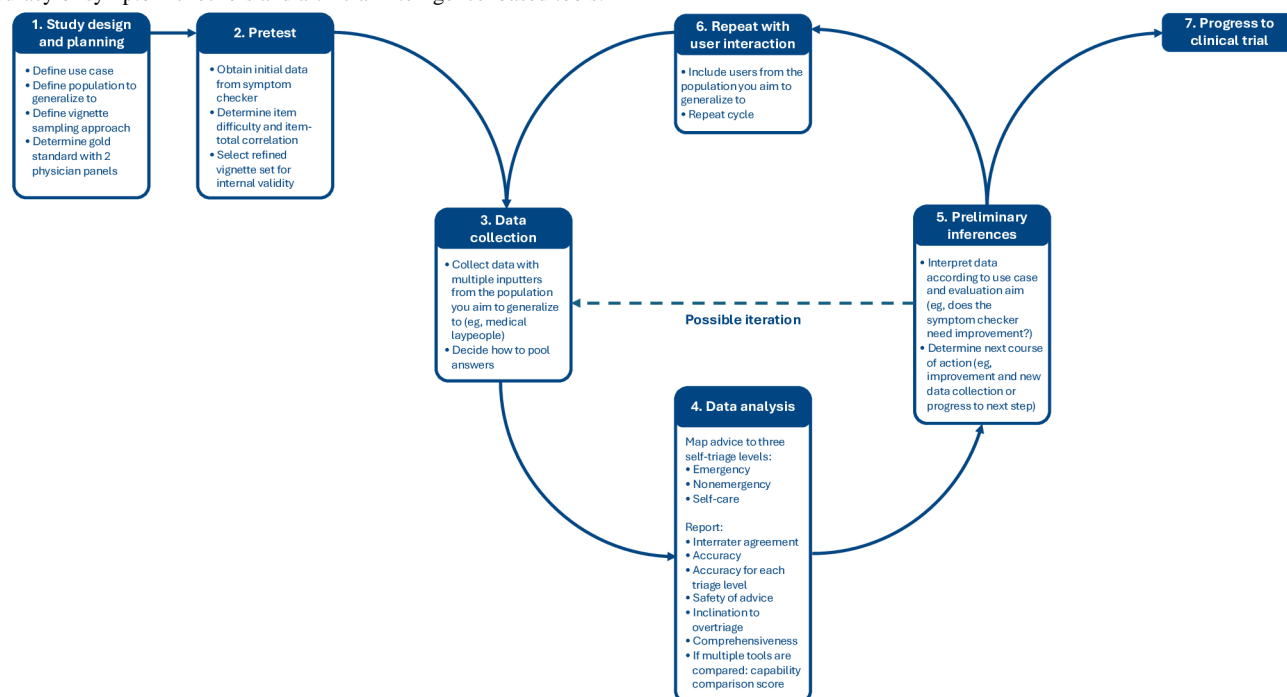 1. Study design
and planning
• Define use case
• Define population to
generalize to
• Define vignette
sampling approach
• Determine gold
standard with 2
physician panels
2. Pretest
• Obtain initial data
from symptom
checker
• Determine item
difficulty and item-
total correlation
• Select refined
vignette set for
internal validity
3. Data
collection
• Collect data with
multiple inputters
from the population
you aim to generalize
to (eg, medical
laypeople)
• Decide how to pool
answers
4. Data analysis
Map advice to three
self-triage levels:
• Emergency
• Nonemergency
• Self-care
Report:
• Interrater agreement
• Accuracy
• Accuracy for each
triage level
• Safety of advice
• Inclination to
overtriage
• Comprehensiveness
• If multiple tools are
compared: capability
comparison score
5. Preliminary
inferences
• Interpret data
according to use case
and evaluation aim
(eg, does the
symptom checker
need improvement?)
• Determine next course
of action (eg,
improvement and new
data collection or
progress to next step)
Possible iteration
6. Repeat with
user interaction
• Include users from the
population you aim to
generalize to
• Repeat cycle
7. Progress to
clinical trial